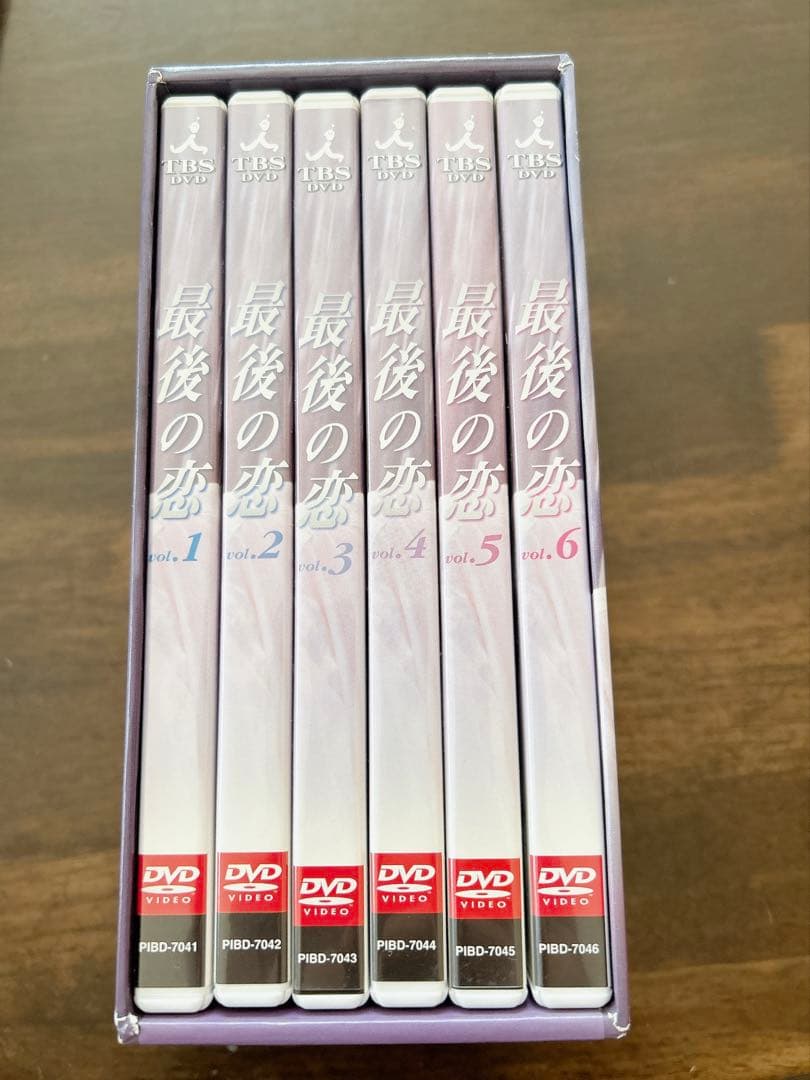 TBS
DVD
最後の恋
vol.1
DVD
VIDEO
PIBD-7041
TBS
DVD
最後の恋
vol.2
DVD
VIDEO
PIBD-7042
TBS
DVD
最後の恋
vol.3
DVD
VIDEO
PIBD-7043
TBS
DVD
最後の恋
vol.4
DVD
VIDEO
PIBD-7044
TBS
DVD
最後の恋
vol.5
DVD
VIDEO
PIBD-7045
TBS
DVD
最後の恋
vol.6
DVD
VIDEO
PIBD-7046